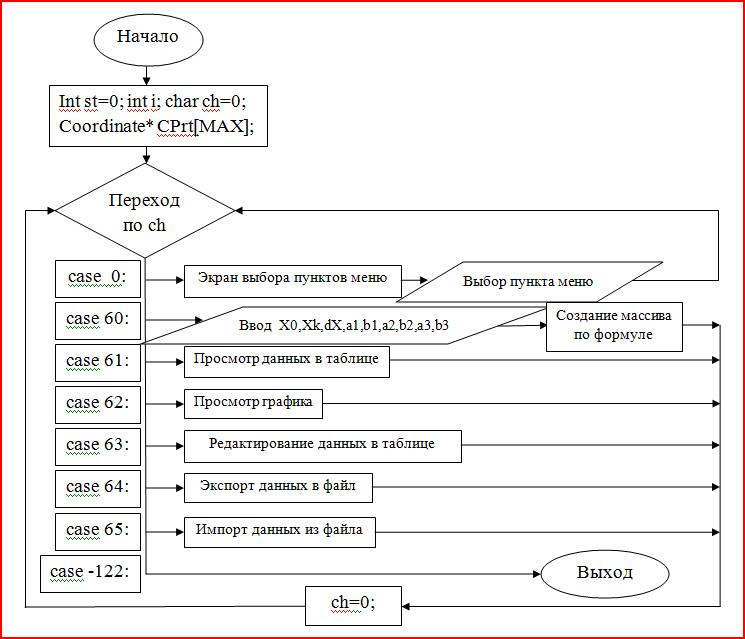 Начало
Int st=0; int i; char ch=0;
Coordinate* CPrt[MAX];
Переход
по ch
case 0:
Экран выбора пунктов меню
Выбор пункта меню
case 60:
Ввод X0,Xk,dX,a1,b1,a2,b2,a3,b3
Создание массива
по формуле
case 61:
Просмотр данных в таблице
case 62:
Просмотр графика
case 63:
Редактирование данных в таблице
case 64:
Экспорт данных в файл
case 65:
Импорт данных из файла
case -122:
Выход
ch=0;